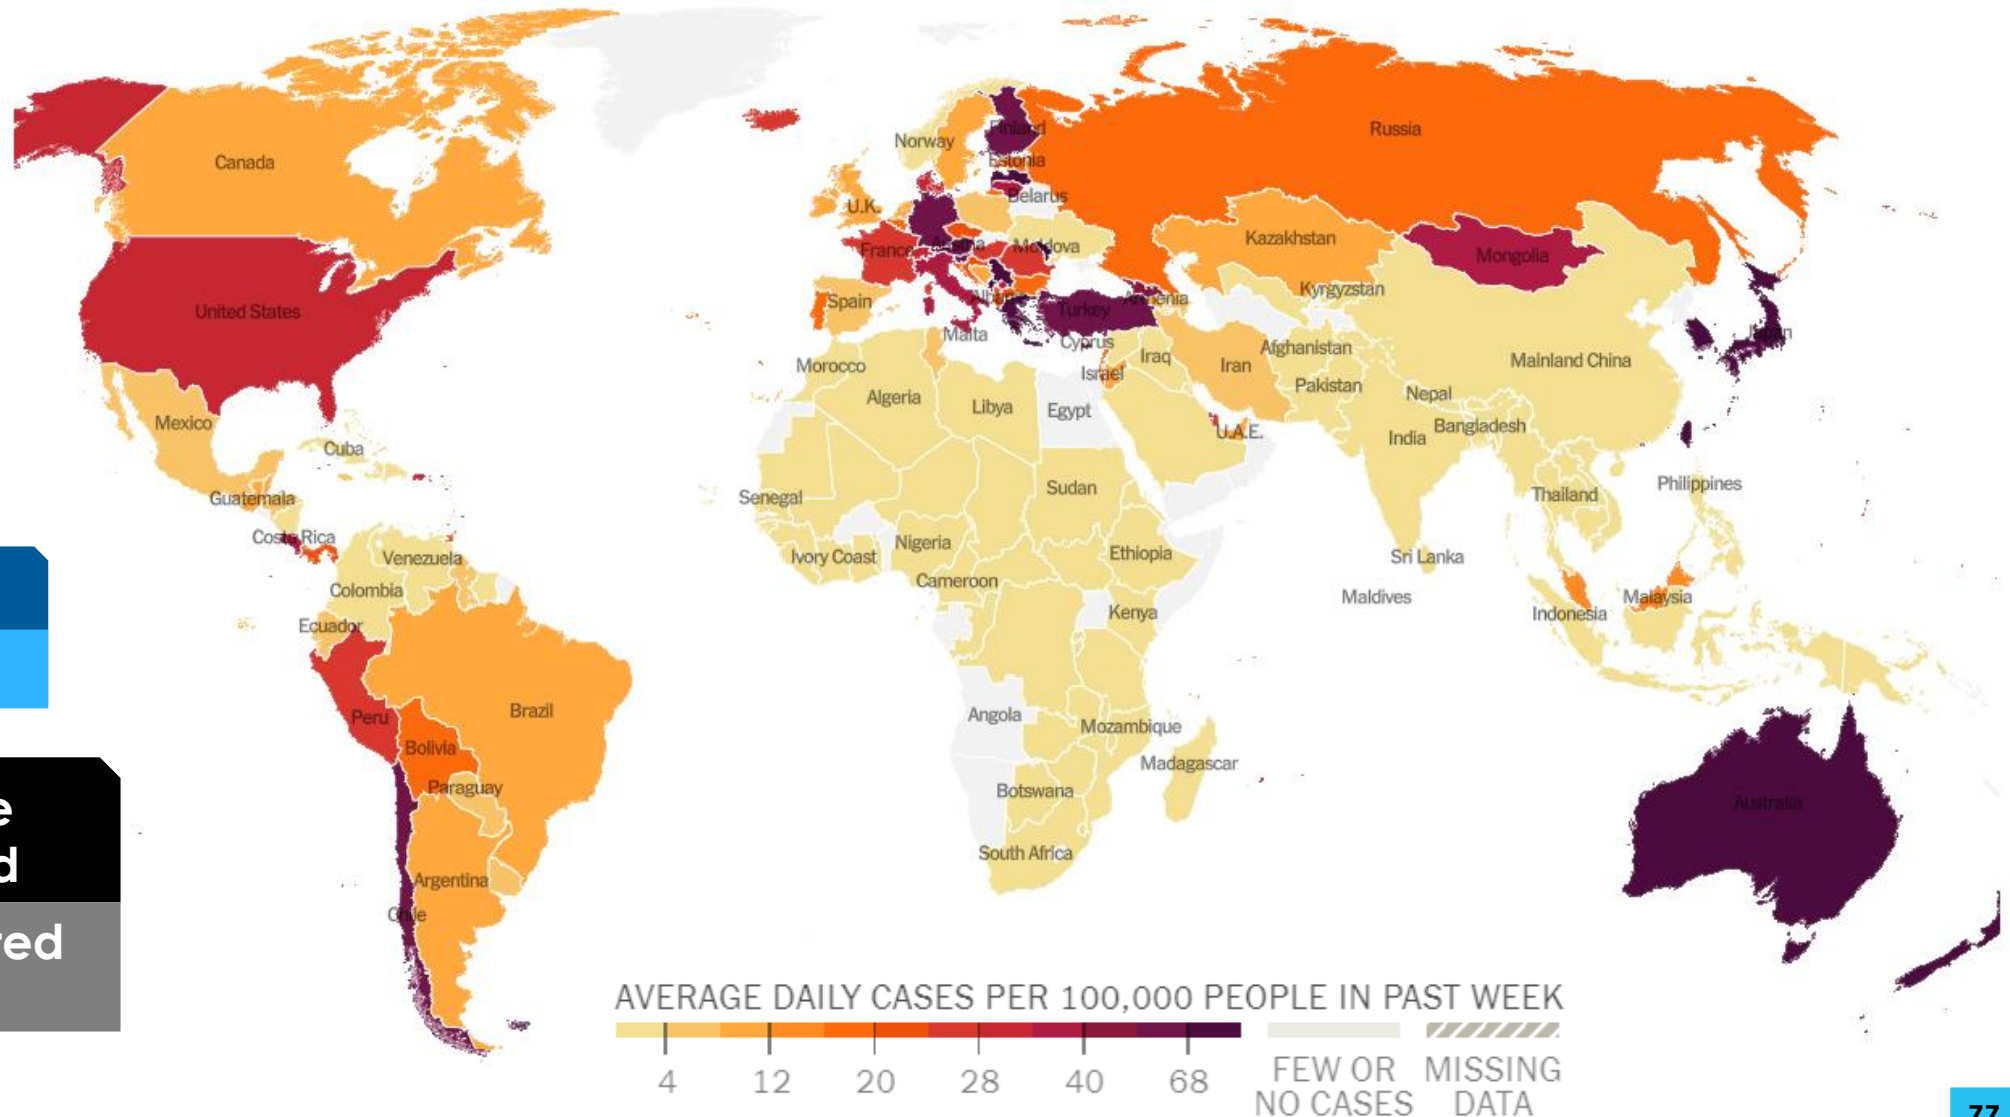 Canada
United States
Mexico
Cuba
Guatemala
Costa Rica
Venezuela
Colombia
Ecuador
Peru
Brazil
Bolivia
Paraguay
Argentina
Chile
Norway
Finland
Estonia
Belarus
U.K.
France
Austria
Moldova
Spain
Albania
Malta
Turkey
Armenia
Cyprus
Israel
Iraq
Iran
Russia
Kazakhstan
Kyrgyzstan
Mongolia
Afghanistan
Pakistan
Nepal
India
Bangladesh
Mainland China
Japan
Morocco
Algeria
Libya
Egypt
U.A.E.
Senegal
Sudan
Ivory Coast
Nigeria
Cameroon
Ethiopia
Kenya
Angola
Mozambique
Madagascar
Botswana
South Africa
Thailand
Philippines
Sri Lanka
Maldives
Malaysia
Indonesia
Australia
AVERAGE DAILY CASES PER 100,000 PEOPLE IN PAST WEEK
4 12 20 28 40 68
FEW OR
NO CASES
MISSING
DATA